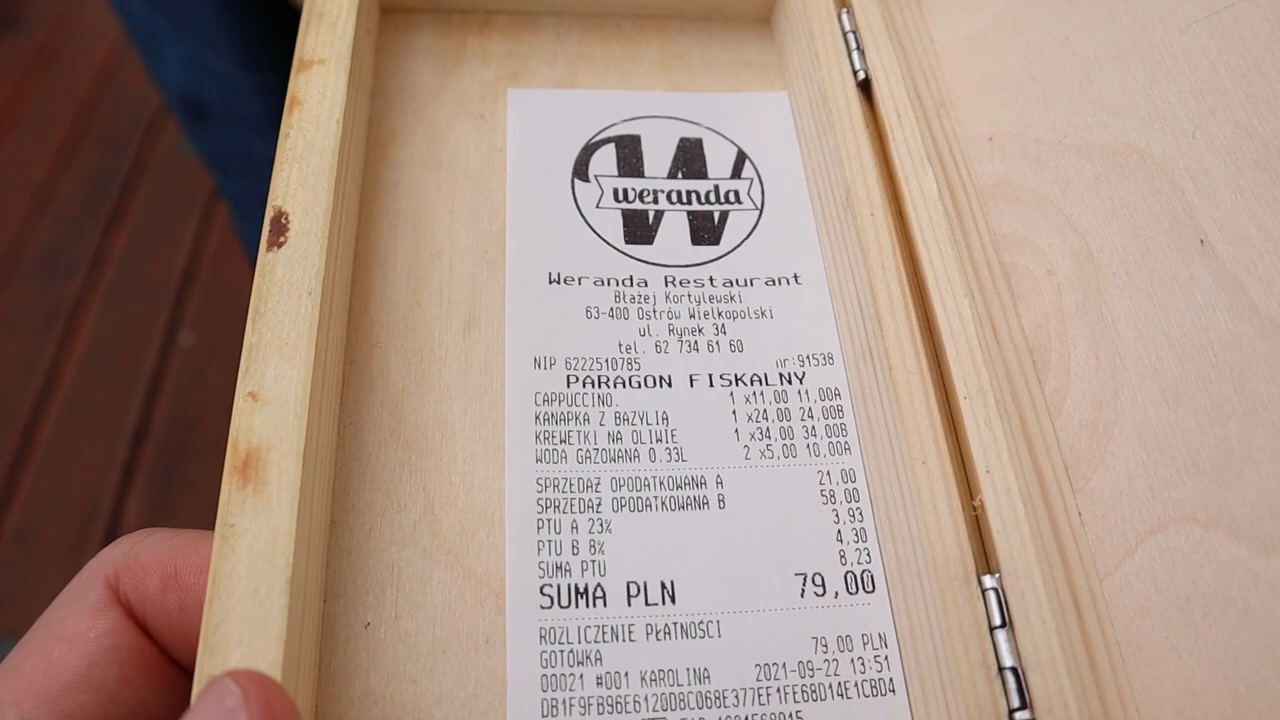 W
weranda
Weranda Restaurant
Błażej Kortylewski
63-400 Ostrów Wielkopolski
ul. Rynek 34
tel. 62 734 61 60
NIP 6222510785 nr:91538
PARAGON FISKALNY
CAPPUCCINO. 1 x11,00 11,00A
KANAPKA Z BAZYLIĄ 1 x24,00 24,00B
KREWETKI NA OLIWIE 1 x34,00 34,00B
WODA GAZOWANA 0.33L 2 x5,00 10,00A
SPRZEDAŻ OPODATKOWANA A 21,00
SPRZEDAŻ OPODATKOWANA B 58,00
PTU A 23% 3,93
PTU B 8% 4,30
SUMA PTU 8,23
SUMA PLN 79,00
ROZLICZENIE PŁATNOŚCI
GOTÓWKA 79,00 PLN
00021 #001 KAROLINA 2021-09-22 13:51
DB1F9FB96E6120D8C068E377EF1FE68D14E1CBD4